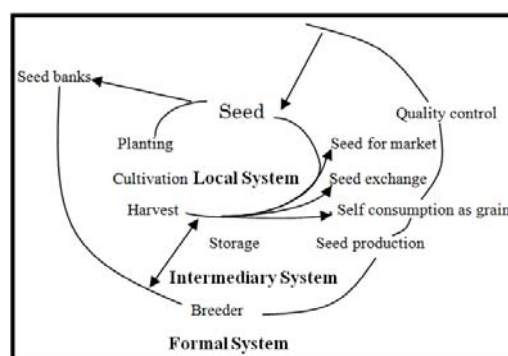 Seed banks
Seed
Quality control
Planting
Seed for market
Cultivation Local System
Seed exchange
Harvest
Self consumption as grain
Storage
Seed production
Intermediary System
Breeder
Formal System